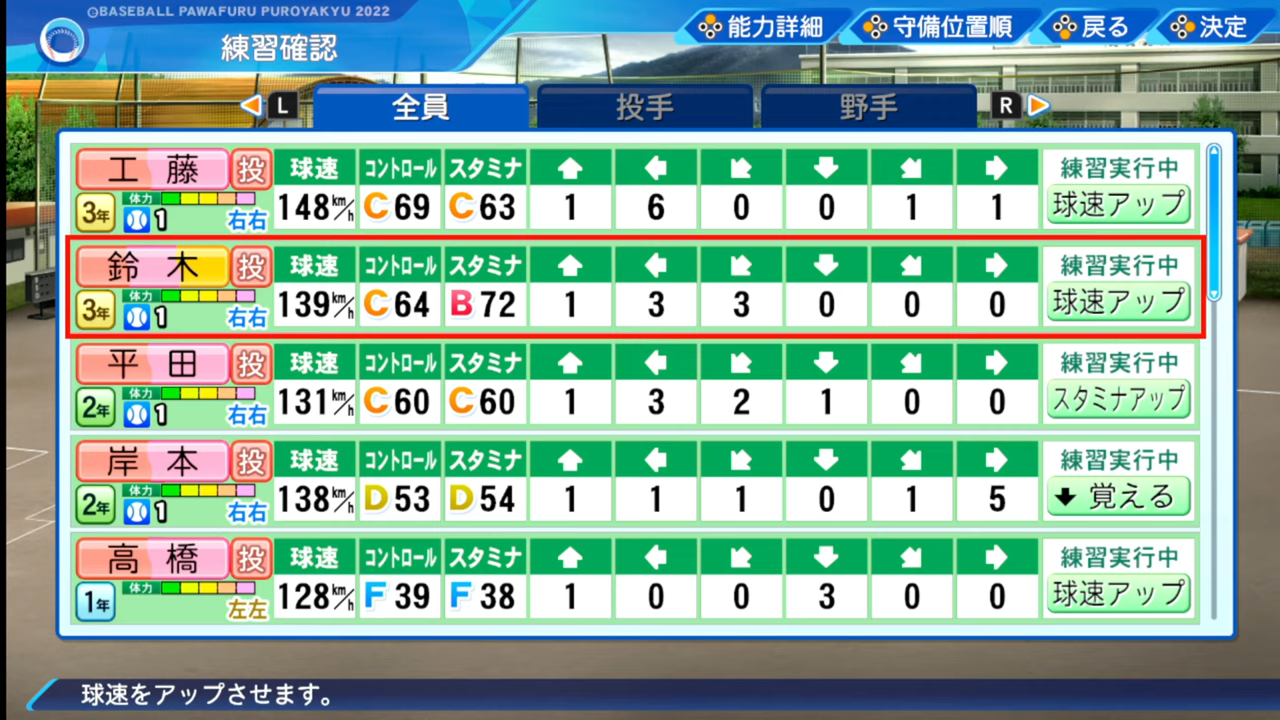 ©BASEBALL PAWAFURU PUROYAKYU 2022
練習確認
能力詳細 守備位置順 戻る 決定
L 全員 投手 野手 R
工藤 投 球速 コントロール スタミナ 練習実行中
3年 体力 1 右右 148km/h C 69 C 63 1 6 0 0 1 1 球速アップ
鈴木 投 球速 コントロール スタミナ 練習実行中
3年 体力 1 右右 139km/h C 64 B 72 1 3 3 0 0 0 球速アップ
平田 投 球速 コントロール スタミナ 練習実行中
2年 体力 1 右右 131km/h C 60 C 60 1 3 2 1 0 0 スタミナアップ
岸本 投 球速 コントロール スタミナ 練習実行中
2年 体力 1 右右 138km/h D 53 D 54 1 1 1 0 1 5 覚える
高橋 投 球速 コントロール スタミナ 練習実行中
1年 体力 左左 128km/h F 39 F 38 1 0 0 3 0 0 球速アップ
球速をアップさせます。